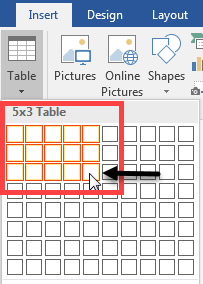 Insert Design Layout
Table Pictures Online Pictures Shapes
5x3 Table